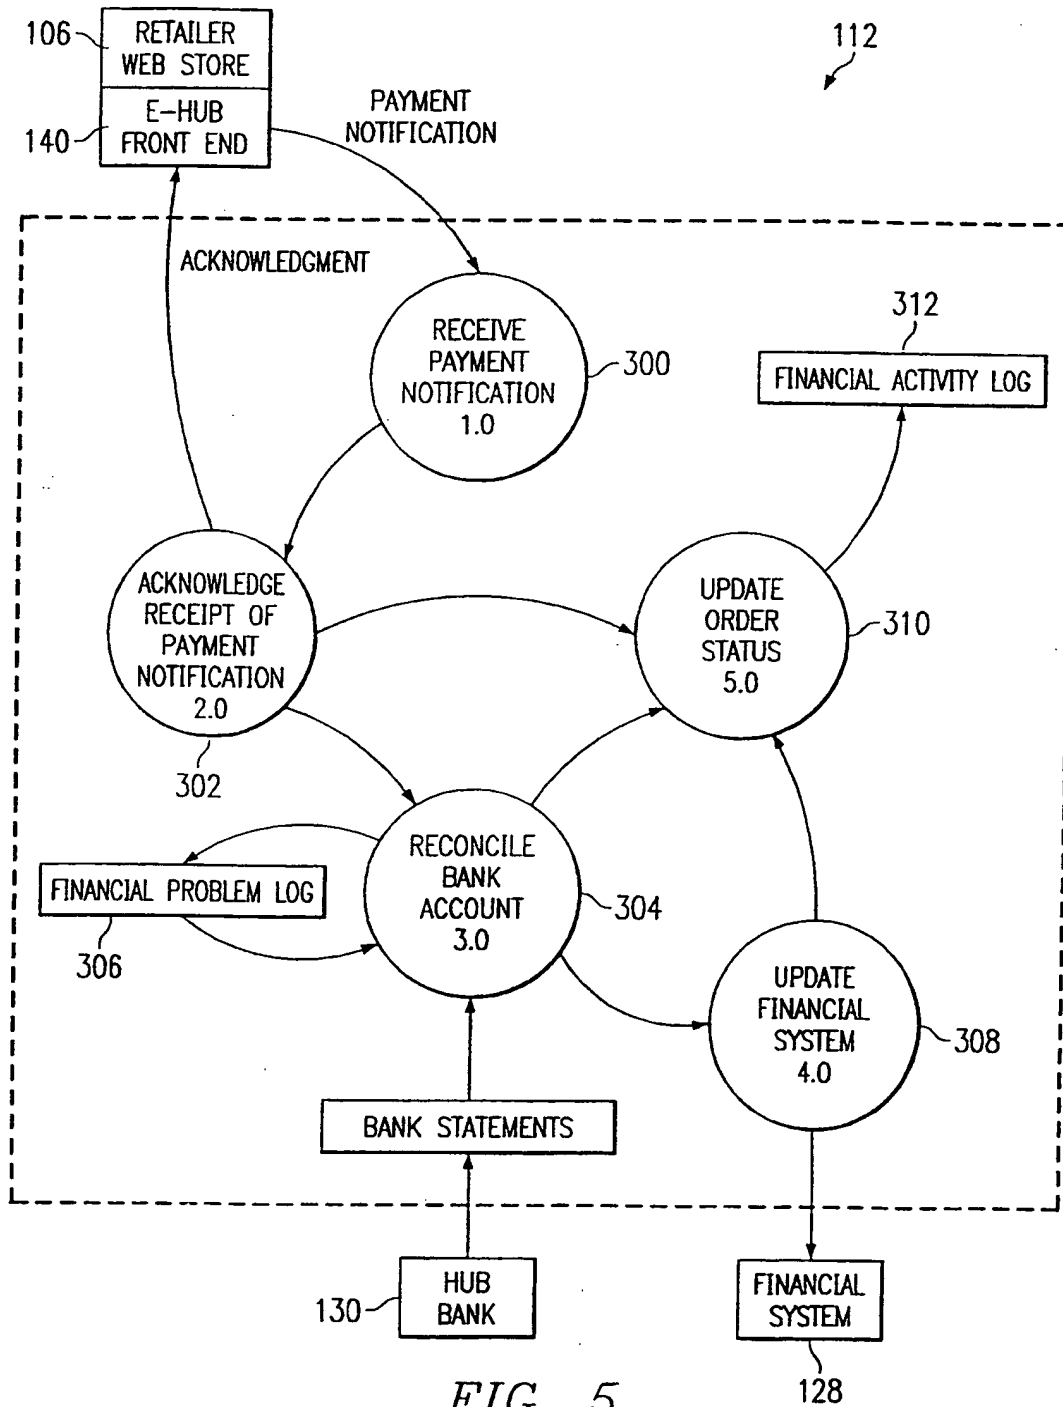 106
RETAILER
WEB STORE
112
140
E-HUB
FRONT END
PAYMENT
NOTIFICATION
ACKNOWLEDGMENT
RECEIVE
PAYMENT
NOTIFICATION
1.0
300
312
FINANCIAL ACTIVITY LOG
ACKNOWLEDGE
RECEIPT OF
PAYMENT
NOTIFICATION
2.0
302
UPDATE
ORDER
STATUS
5.0
310
RECONCILE
BANK
ACCOUNT
3.0
304
FINANCIAL PROBLEM LOG
306
UPDATE
FINANCIAL
SYSTEM
4.0
308
BANK STATEMENTS
HUB
BANK
130
FINANCIAL
SYSTEM
128
FIG. 5